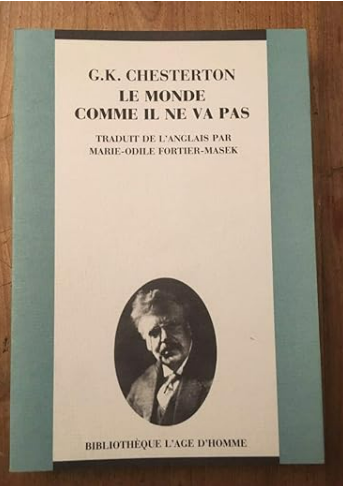 G.K. CHESTERTON
LE MONDE
COMME IL NE VA PAS
TRADUIT DE L'ANGLAIS PAR
MARIE-ODILE FORTIER-MASEK
BIBLIOTHÈQUE L'AGE D'HOMME